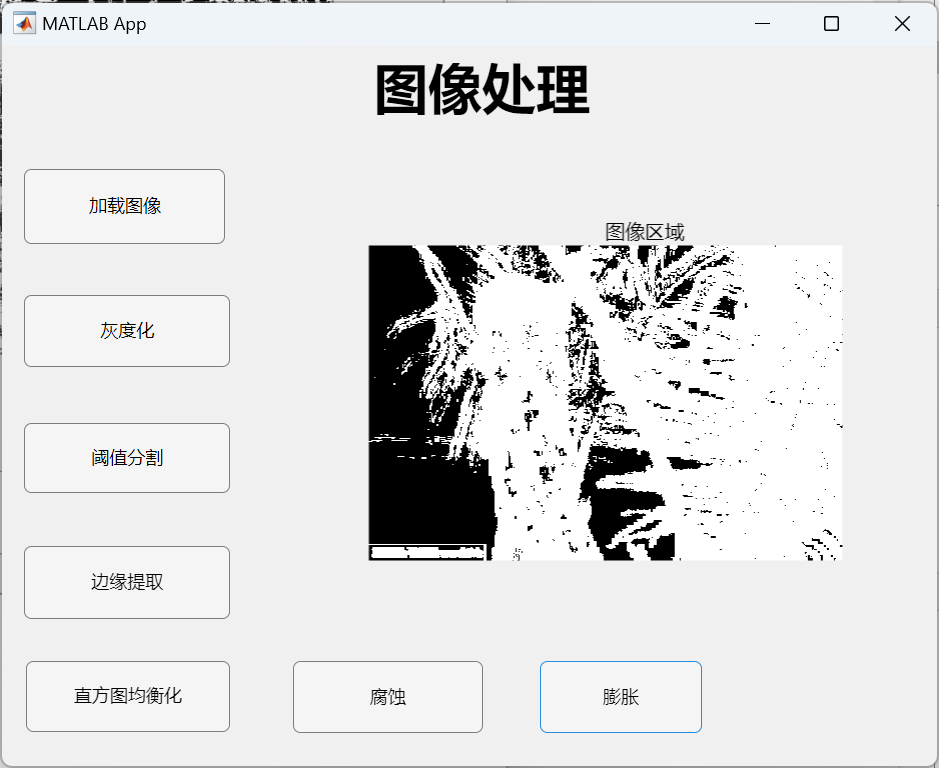 MATLAB App
图像处理
加载图像
图像区域
灰度化
阈值分割
边缘提取
直方图均衡化
腐蚀
膨胀